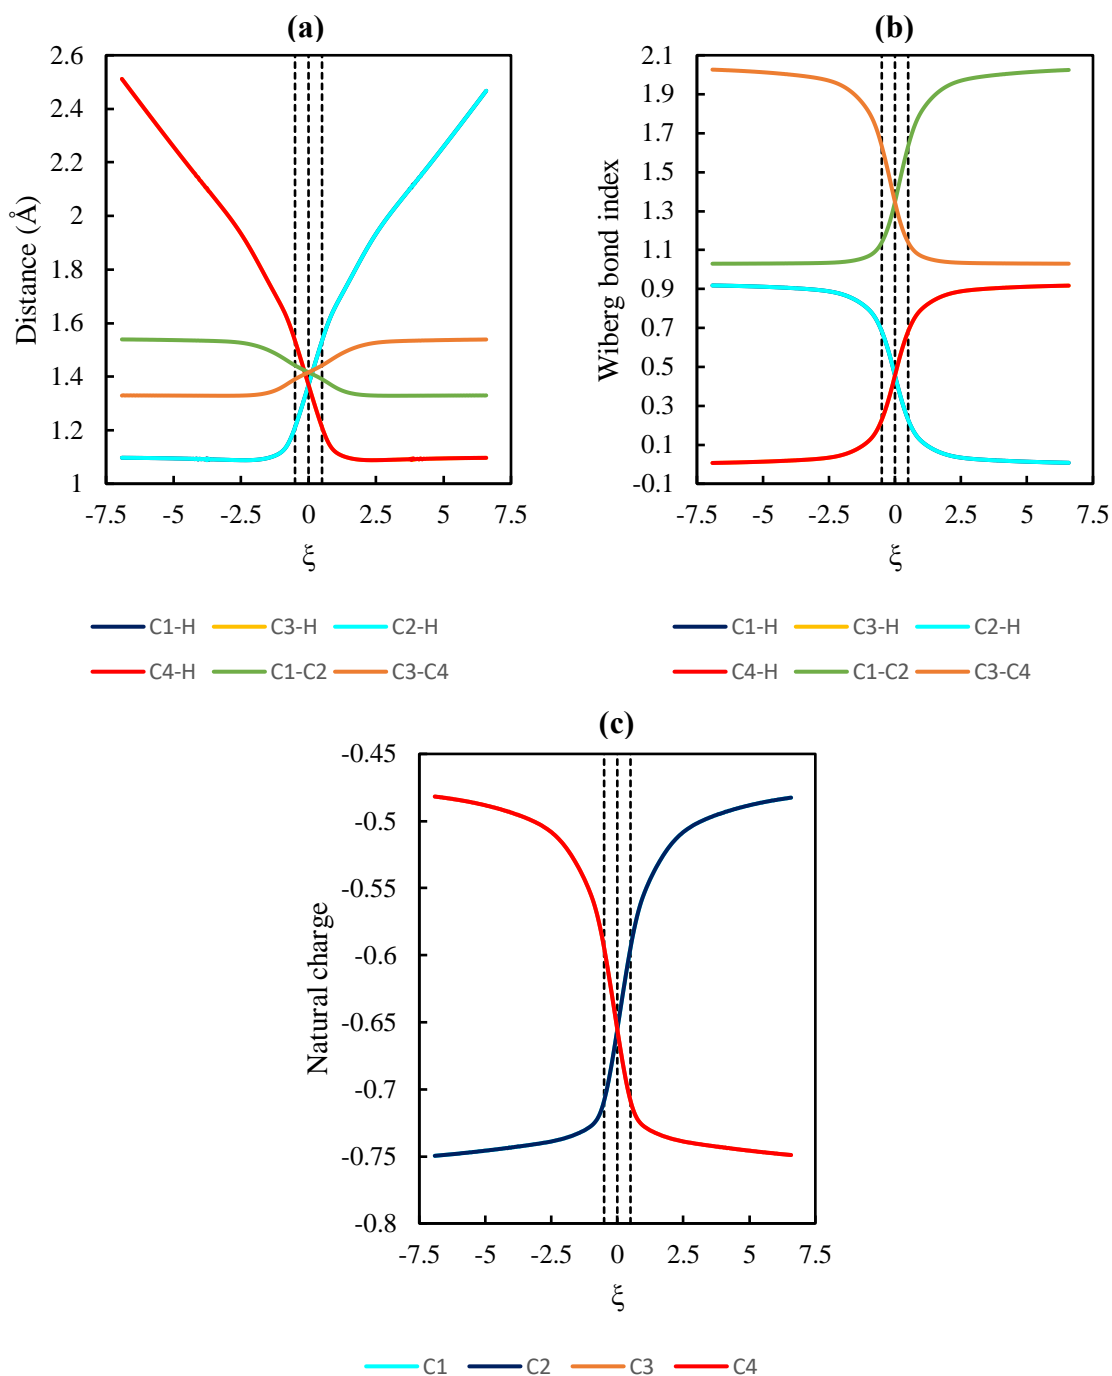 (a)
2.6
2.4
2.2
2
1.8
1.6
1.4
1.2
1
Distance (Å)
-7.5 -5 -2.5 0 2.5 5 7.5
ξ
C1-H C3-H C2-H
C4-H C1-C2 C3-C4
(b)
2.1
1.9
1.7
1.5
1.3
1.1
0.9
0.7
0.5
0.3
0.1
-0.1
Wiberg bond index
-7.5 -5 -2.5 0 2.5 5 7.5
ξ
C1-H C3-H C2-H
C4-H C1-C2 C3-C4
(c)
-0.45
-0.5
-0.55
-0.6
-0.65
-0.7
-0.75
-0.8
Natural charge
-7.5 -5 -2.5 0 2.5 5 7.5
ξ
C1 C2 C3 C4